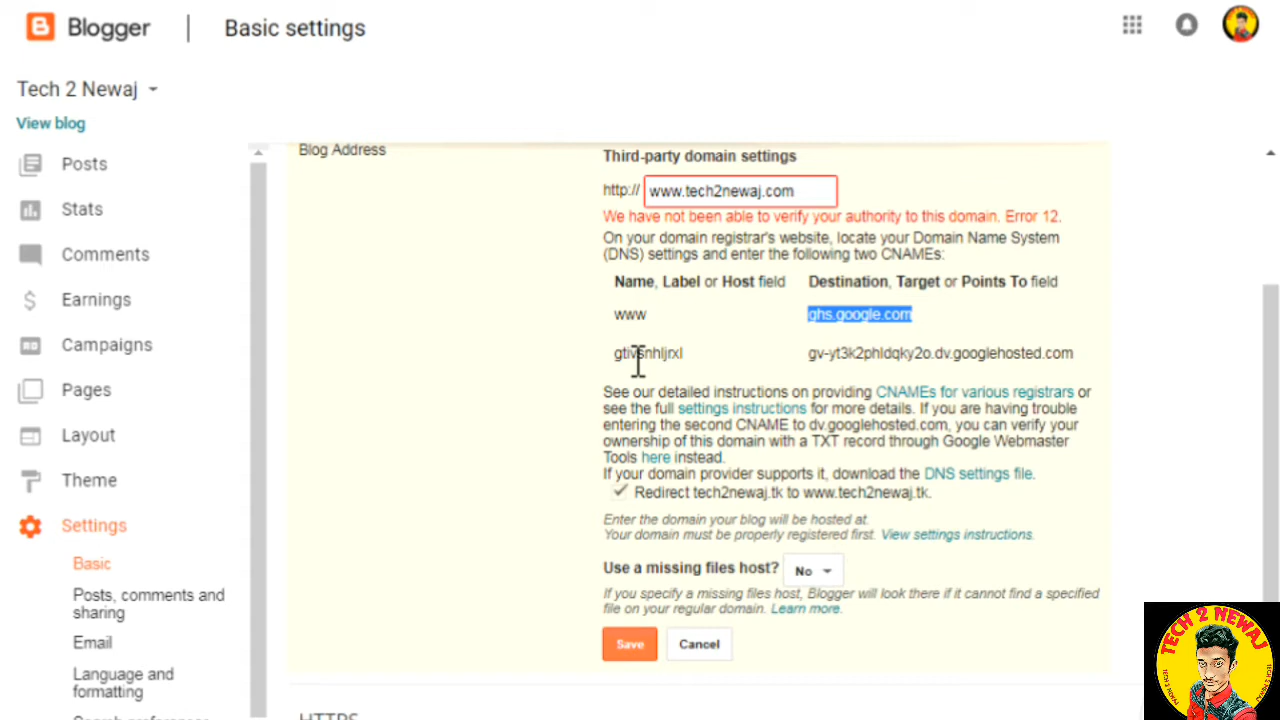 Blogger
Basic settings
Tech 2 Newaj
View blog
Posts
Stats
Comments
Earnings
Campaigns
Pages
Layout
Theme
Settings
Basic
Posts, comments and
sharing
Email
Language and
formatting
Blog Address
Third-party domain settings
http:// www.tech2newaj.com
We have not been able to verify your authority to this domain. Error 12.
On your domain registrar's website, locate your Domain Name System
(DNS) settings and enter the following two CNAMEs:
Name, Label or Host field Destination, Target or Points To field
www ghs.google.com
gtivsnhljrxl gv-yt3k2phldqky2o.dv.googlehosted.com
See our detailed instructions on providing CNAMEs for various registrars or
see the full settings instructions for more details. If you are having trouble
entering the second CNAME to dv.googlehosted.com, you can verify your
ownership of this domain with a TXT record through Google Webmaster
Tools here instead.
If your domain provider supports it, download the DNS settings file.
Redirect tech2newaj.tk to www.tech2newaj.tk.
Enter the domain your blog will be hosted at.
Your domain must be properly registered first. View settings instructions.
Use a missing files host? No
If you specify a missing files host, Blogger will look there if it cannot find a specified
file on your regular domain. Learn more.
Save Cancel
HTTPS
TECH 2 NEWAJ